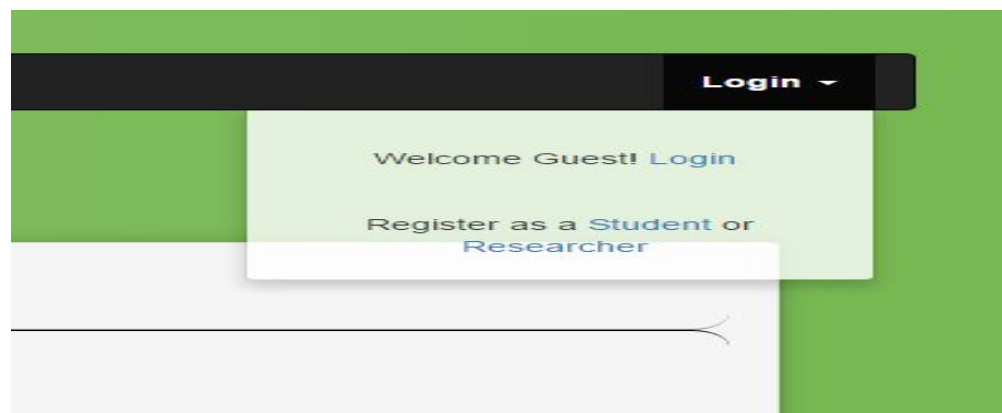 Login
Welcome Guest! Login
Register as a Student or
Researcher